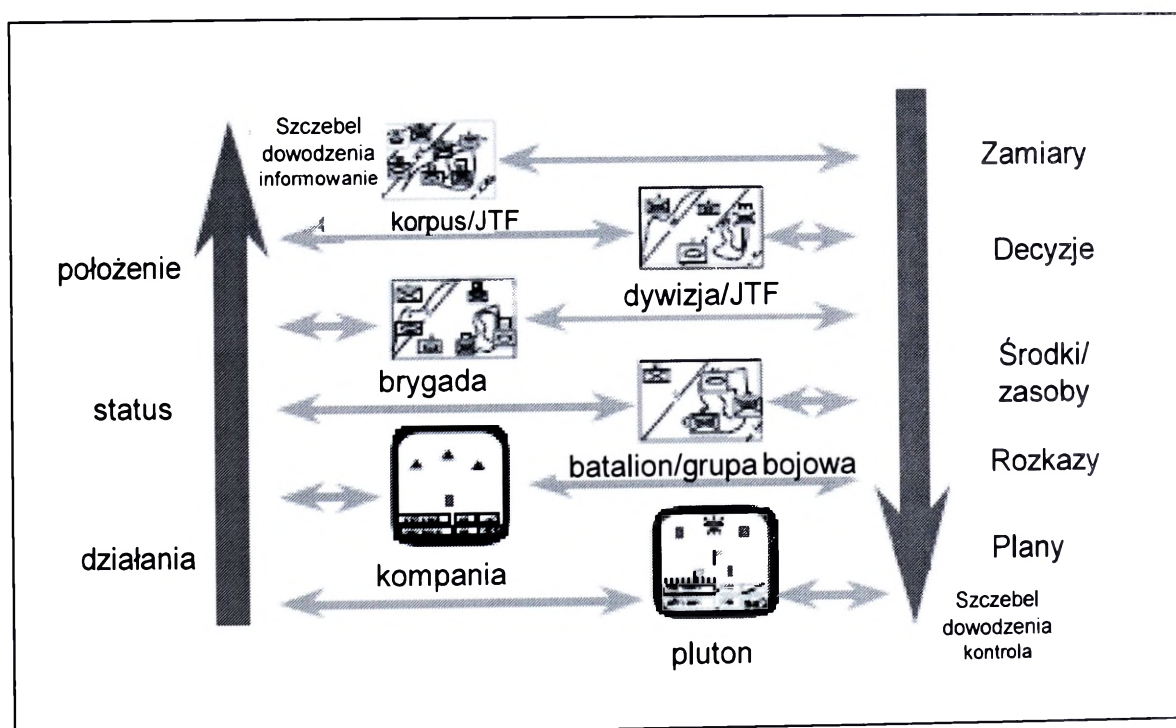 Szczebel
dowodzenia
informowanie
Zamiary
korpus/JTF
Decyzje
położenie
dywizja/JTF
brygada
Środki/
zasoby
status
batalion/grupa bojowa
Rozkazy
działania
kompania
Plany
pluton
Szczebel
dowodzenia
kontrola